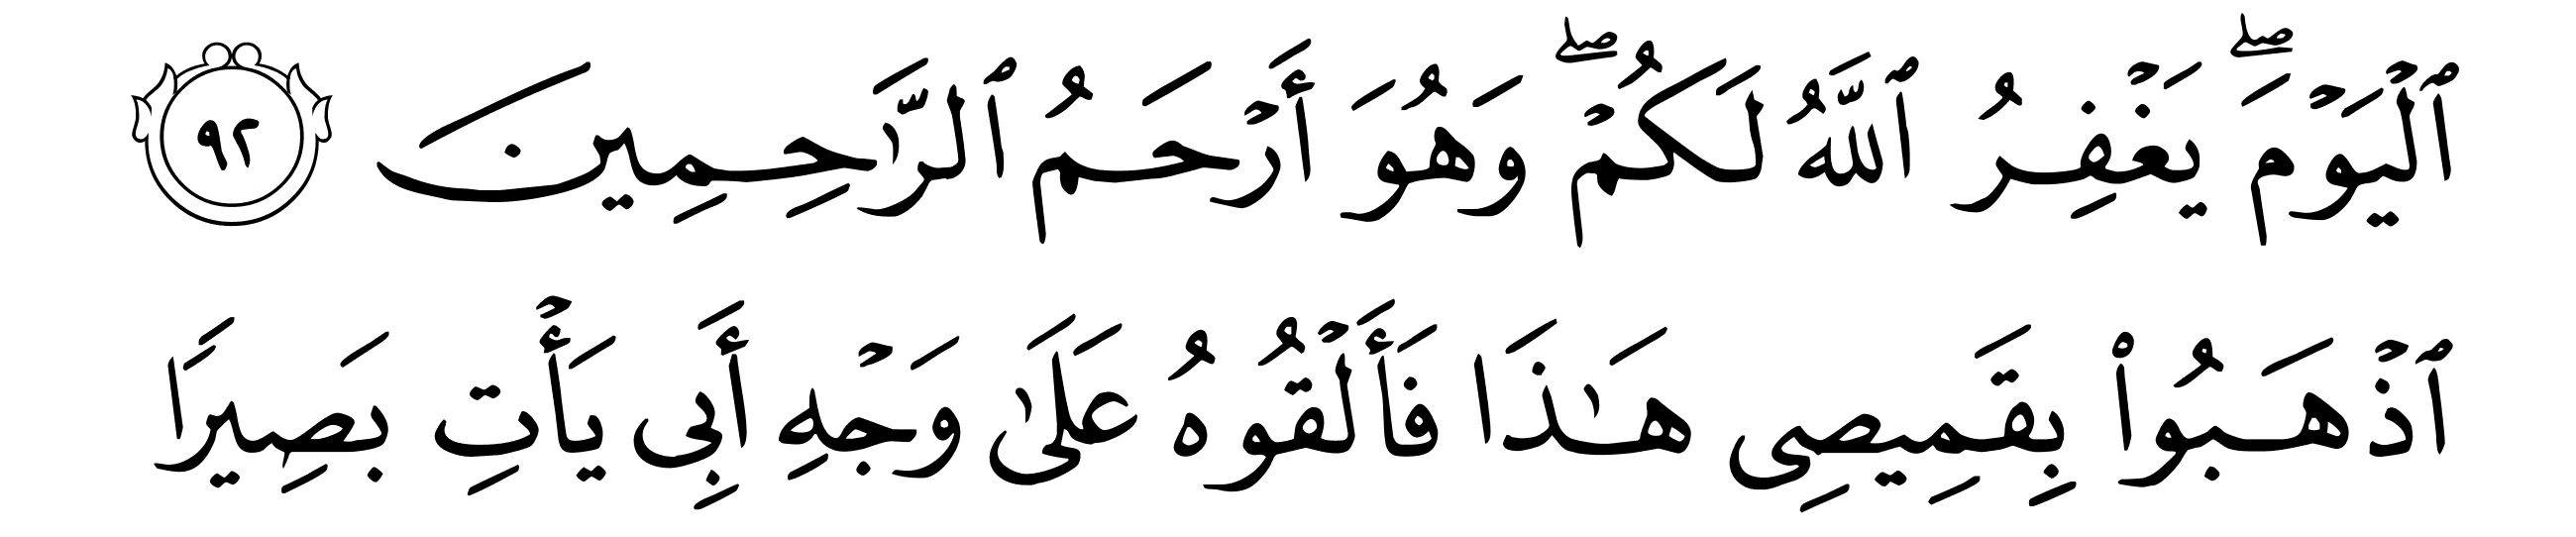 ٱلۡيَوۡمَۖ يَغۡفِرُ ٱللَّهُ لَكُمۡۖ وَهُوَ أَرۡحَمُ ٱلرَّٰحِمِينَ ٩٢
ٱذۡهَبُواْ بِقَمِيصِي هَٰذَا فَأَلۡقُوهُ عَلَىٰ وَجۡهِ أَبِي يَأۡتِ بَصِيرٗا